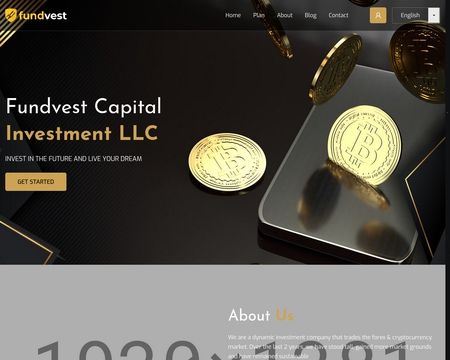 fundvest
Home Plan About Blog Contact English
Fundvest Capital
Investment LLC
INVEST IN THE FUTURE AND LIVE YOUR DREAM
GET STARTED
About Us
We are a dynamic investment company that trades the forex & cryptocurrency
market. Over the last 2 years, we have stood tall, gained more market grounds
and have remained sustainable